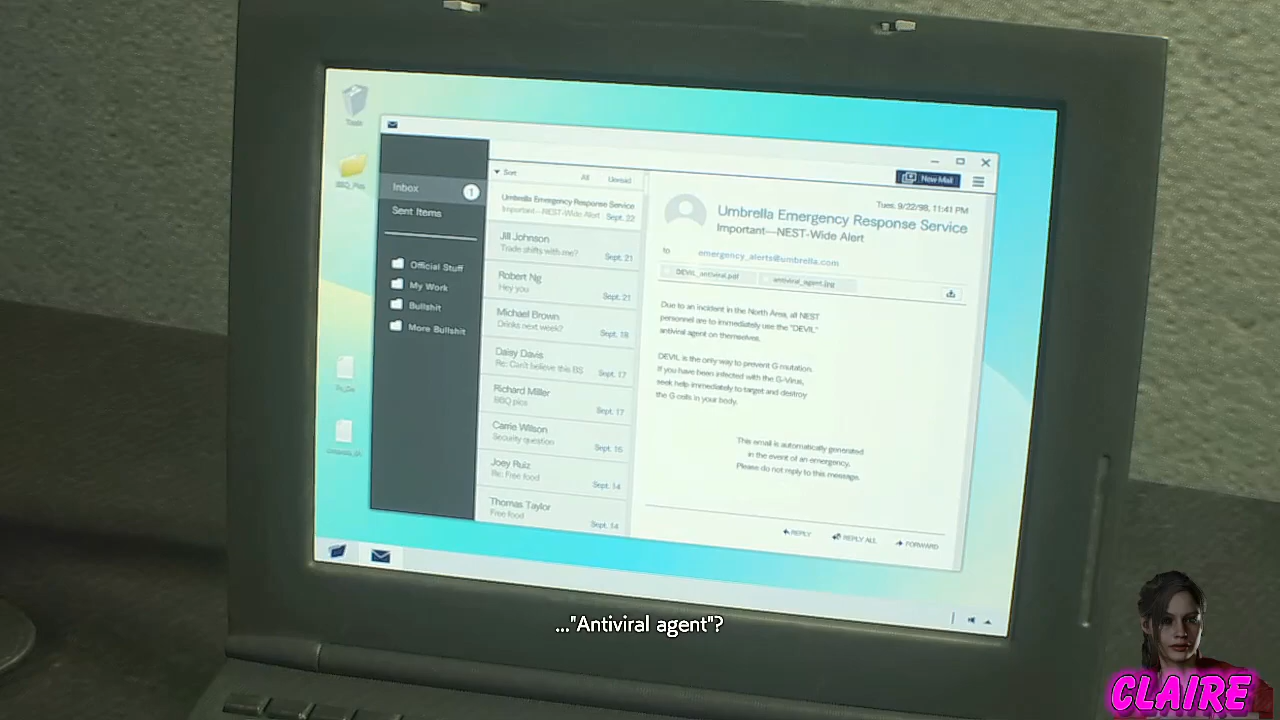 Trash
BBQ_Pics
Inbox
1
Sent Items
Official Stuff
My Work
Bullshit
More Bullshit
Sort
All
Unread
Umbrella Emergency Response Service
Important—NEST-Wide Alert
Sept. 22
Jill Johnson
Trade shifts with me?
Sept. 21
Robert Ng
Hey you
Sept. 21
Michael Brown
Drinks next week?
Sept. 18
Daisy Davis
Re: Can't believe this BS
Sept. 17
Richard Miller
BBQ pics
Sept. 17
Carrie Wilson
Security question
Sept. 16
Joey Ruiz
Re: Free food
Sept. 14
Thomas Taylor
Free food
Sept. 14
New Mail
Tues. 9/22/98, 11:41 PM
Umbrella Emergency Response Service
Important—NEST-Wide Alert
to emergency_alerts@umbrella.com
DEVIL_antiviral.pdf antiviral_agent.jpg
Due to an incident in the North Area, all NEST
personnel are to immediately use the "DEVIL"
antiviral agent on themselves.
DEVIL is the only way to prevent G mutation.
If you have been infected with the G-Virus,
seek help immediately to target and destroy
the G cells in your body.
This email is automatically generated
in the event of an emergency.
Please do not reply to this message.
REPLY REPLY ALL FORWARD
..."Antiviral agent"?
CLAIRE